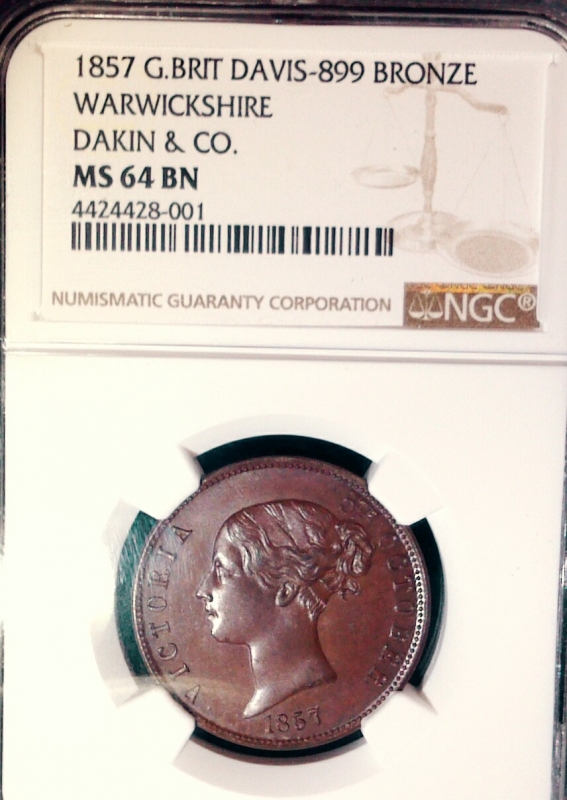 1857 G.BRIT DAVIS-899 BRONZE
WARWICKSHIRE
DAKIN & CO.
MS 64 BN
4424428-001
NUMISMATIC GUARANTY CORPORATION
NGC®
VICTORIA
OCTOBER
1857